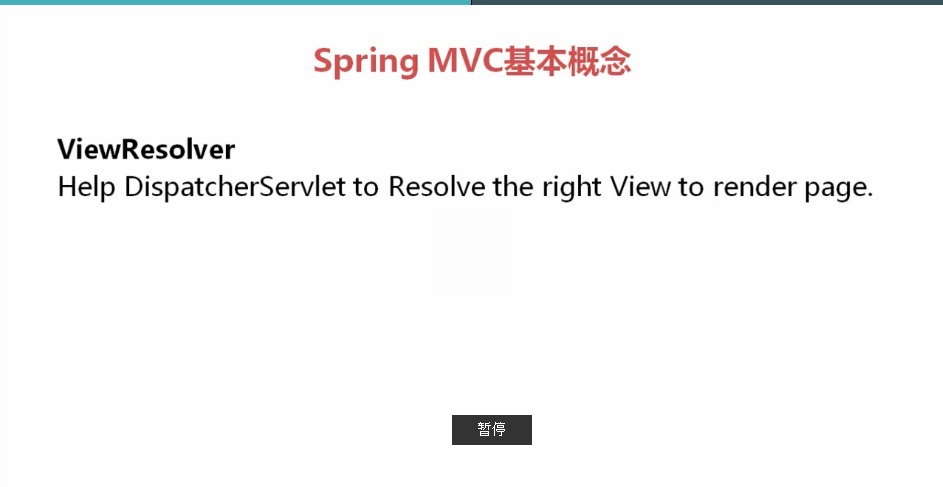 Spring MVC基本概念
ViewResolver
Help DispatcherServlet to Resolve the right View to render page.
暂停